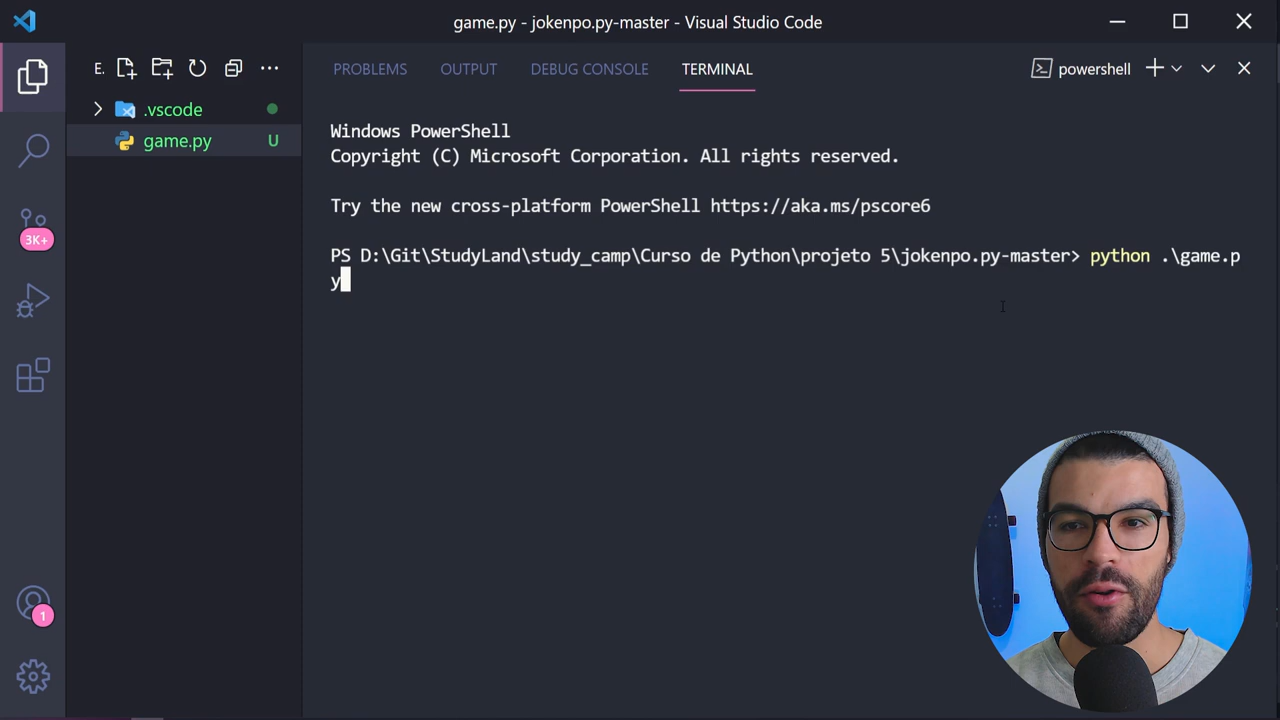 game.py - jokenpo.py-master - Visual Studio Code
E.
PROBLEMS OUTPUT DEBUG CONSOLE TERMINAL
powershell
.vscode
game.py U
3K+
1
Windows PowerShell
Copyright (C) Microsoft Corporation. All rights reserved.
Try the new cross-platform PowerShell https://aka.ms/pscore6
PS D:\Git\StudyLand\study_camp\Curso de Python\projeto 5\jokenpo.py-master> python .\game.p
y